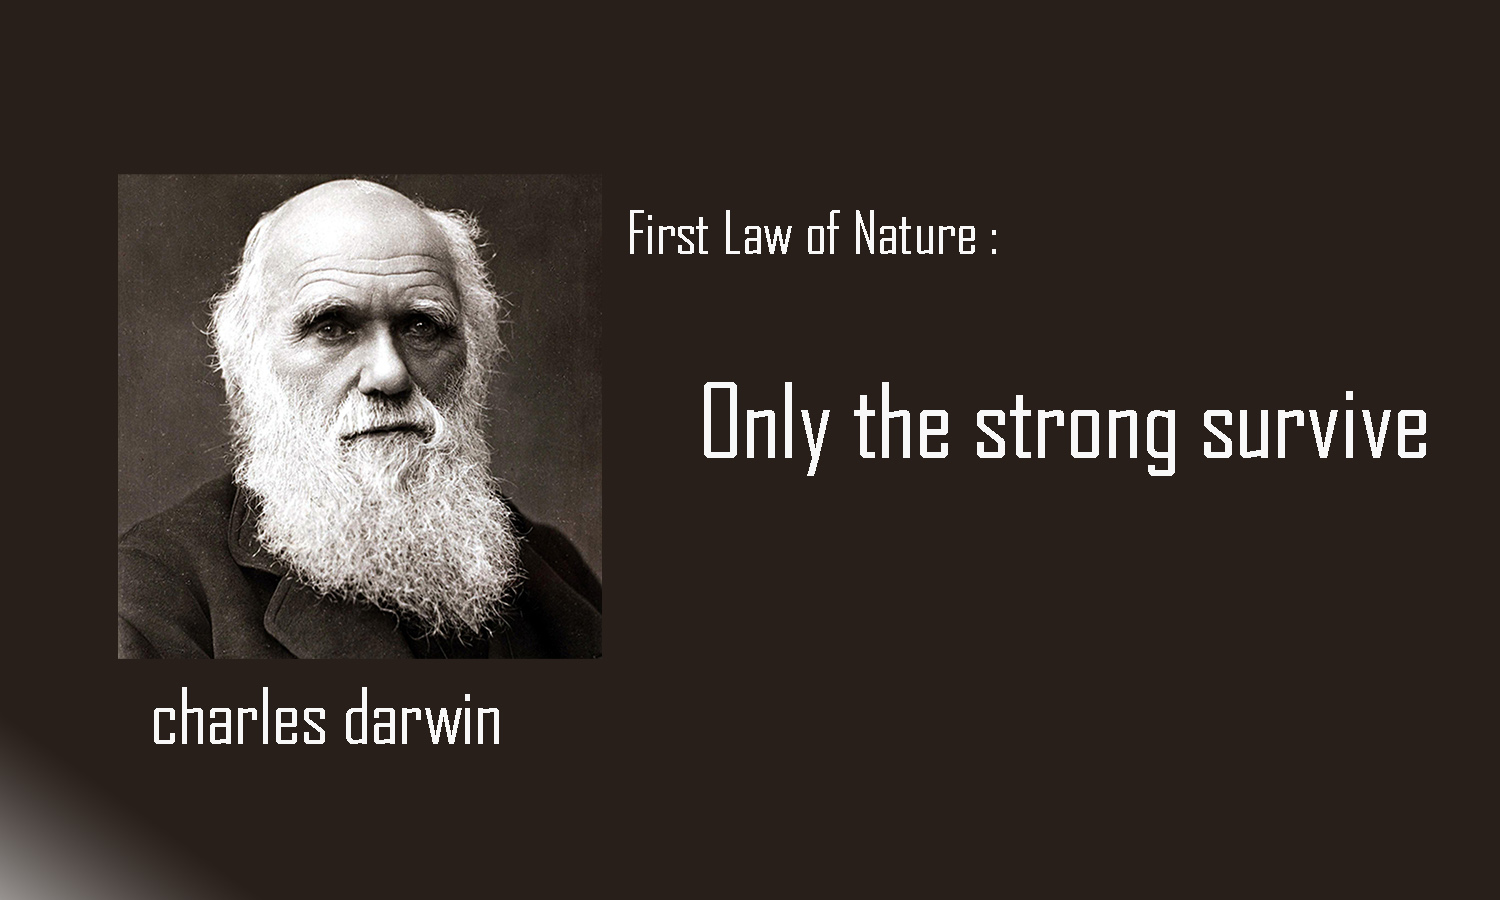 First Law of Nature :
Only the strong survive
charles darwin